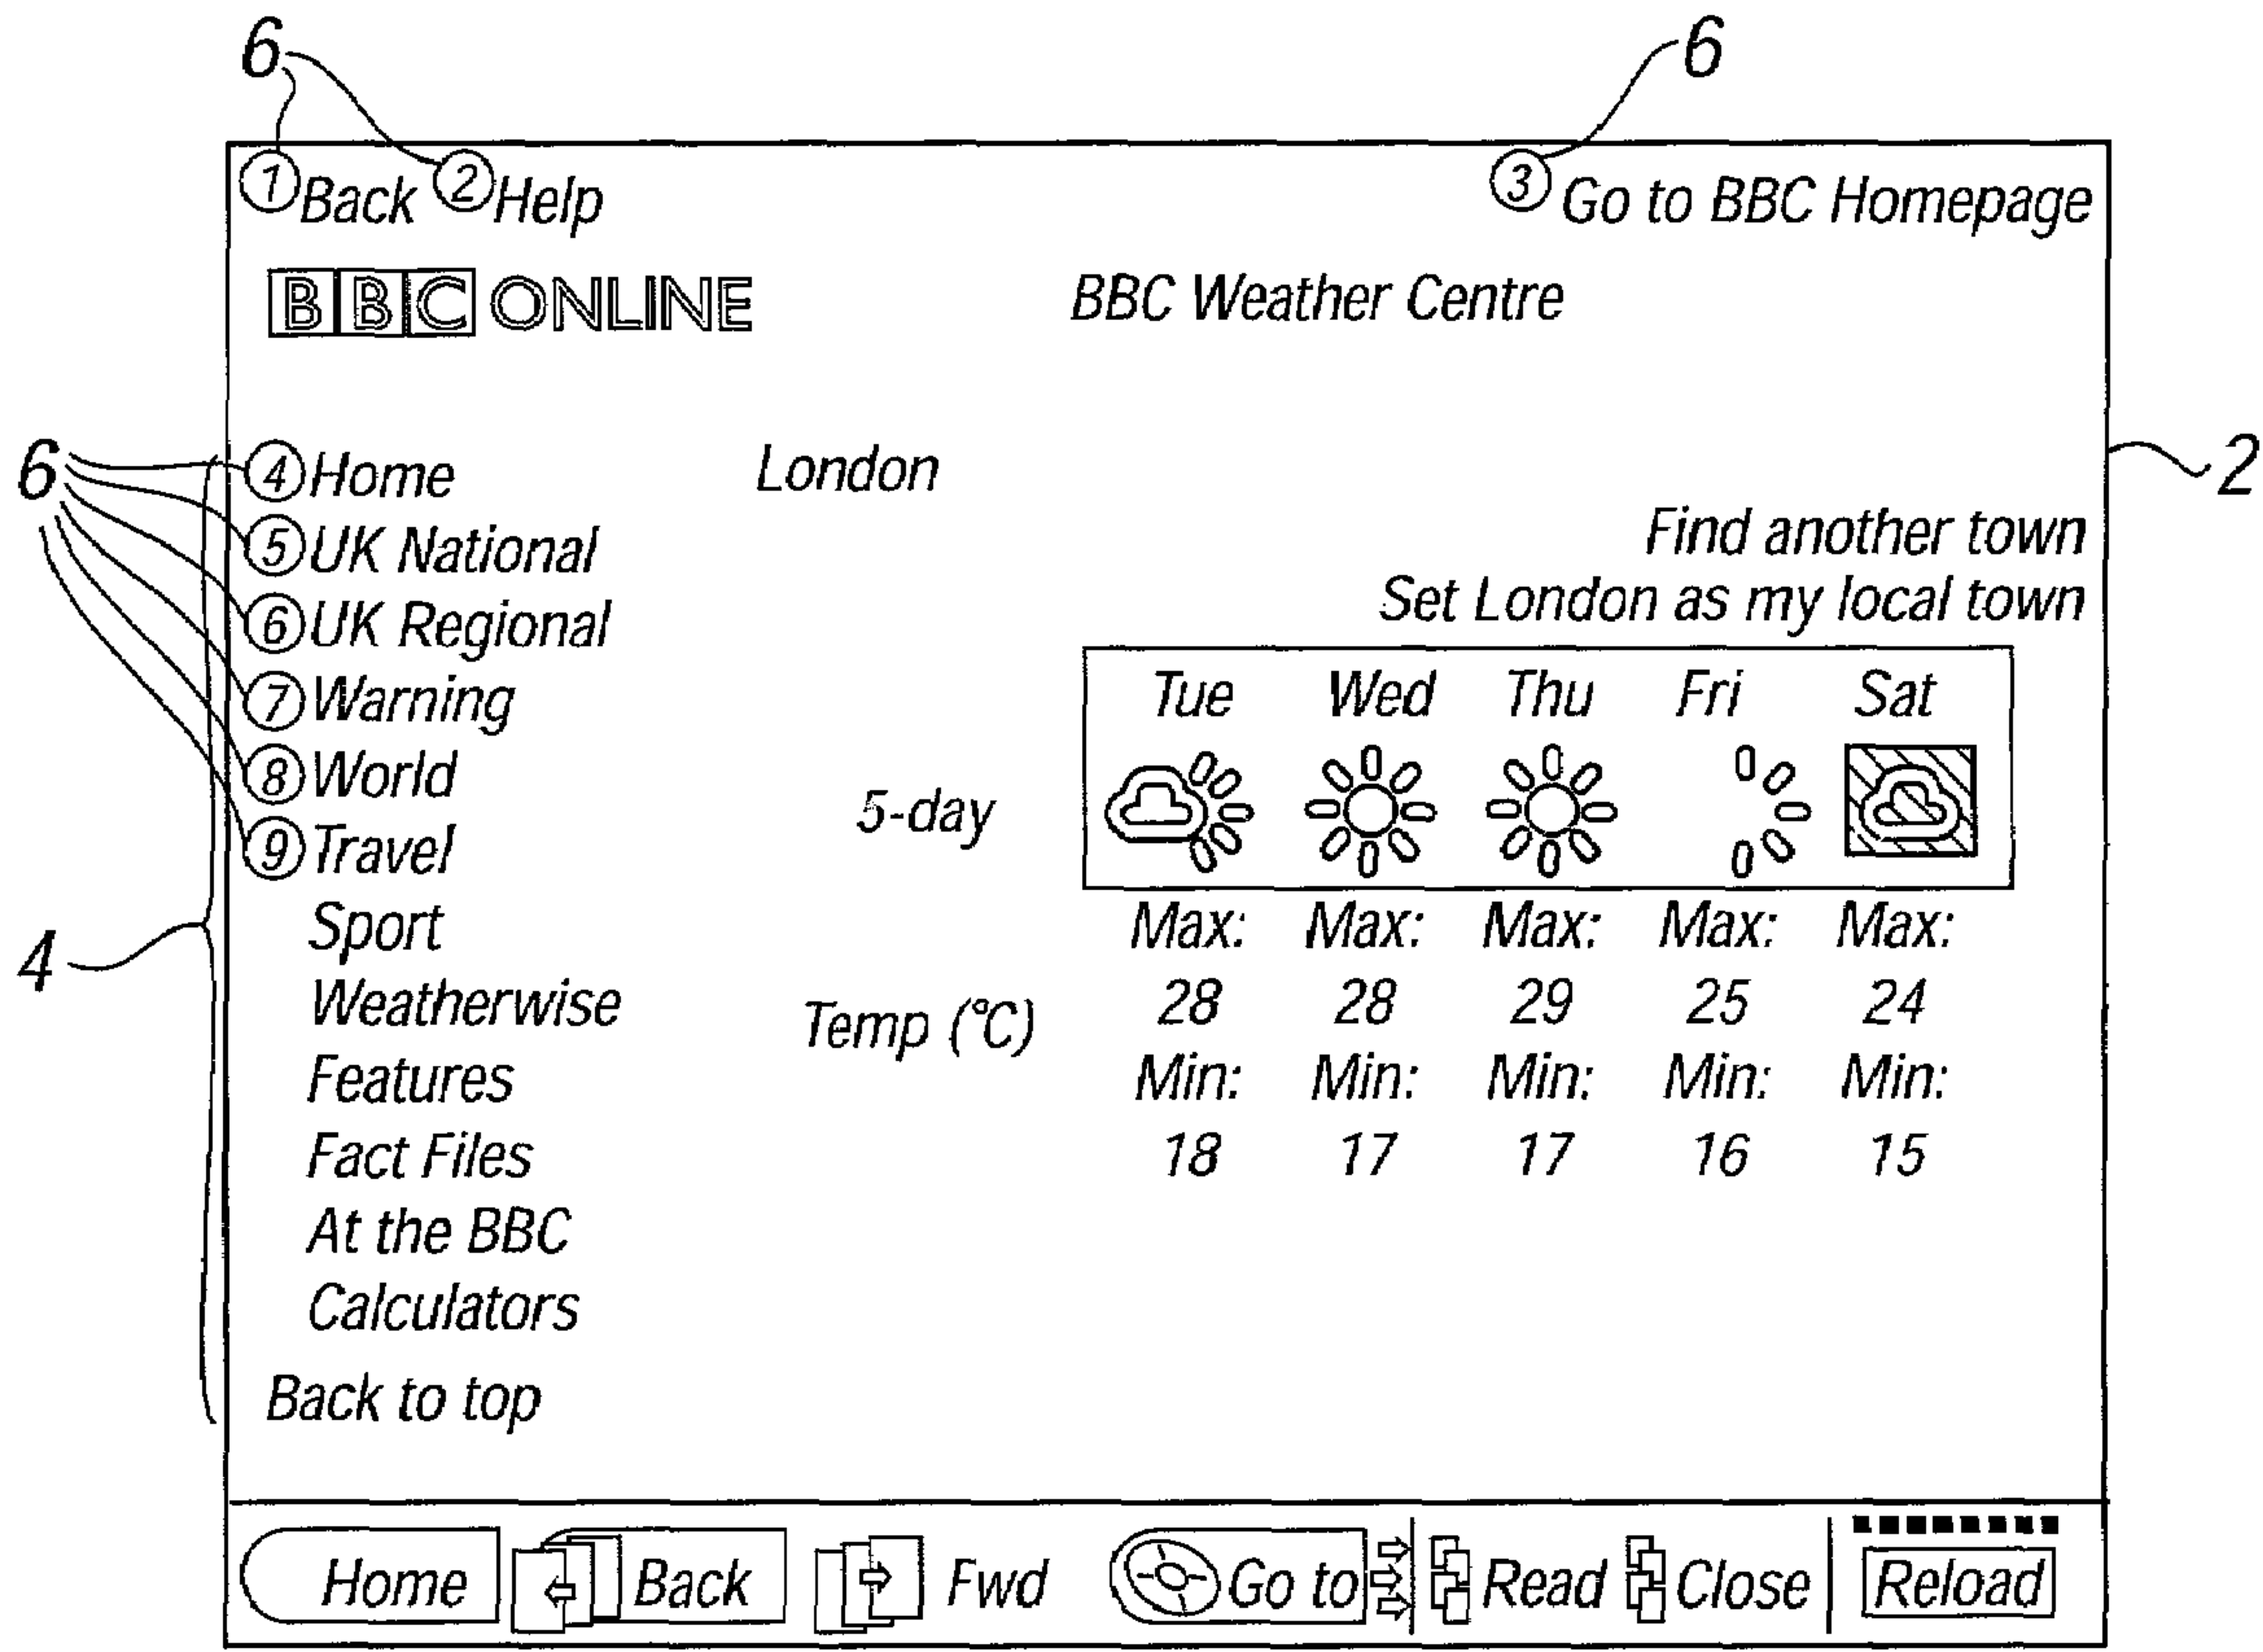 6 6
1 Back 2 Help 3 Go to BBC Homepage
BBC ONLINE BBC Weather Centre
6 4 Home London 2
5 UK National Find another town
6 UK Regional Set London as my local town
7 Warning Tue Wed Thu Fri Sat
8 World 5-day
9 Travel
4 Sport Max: Max: Max: Max: Max:
Weatherwise Temp (°C) 28 28 29 25 24
Features Min: Min: Min: Min: Min:
Fact Files 18 17 17 16 15
At the BBC
Calculators
Back to top
Home Back Fwd Go to Read Close Reload